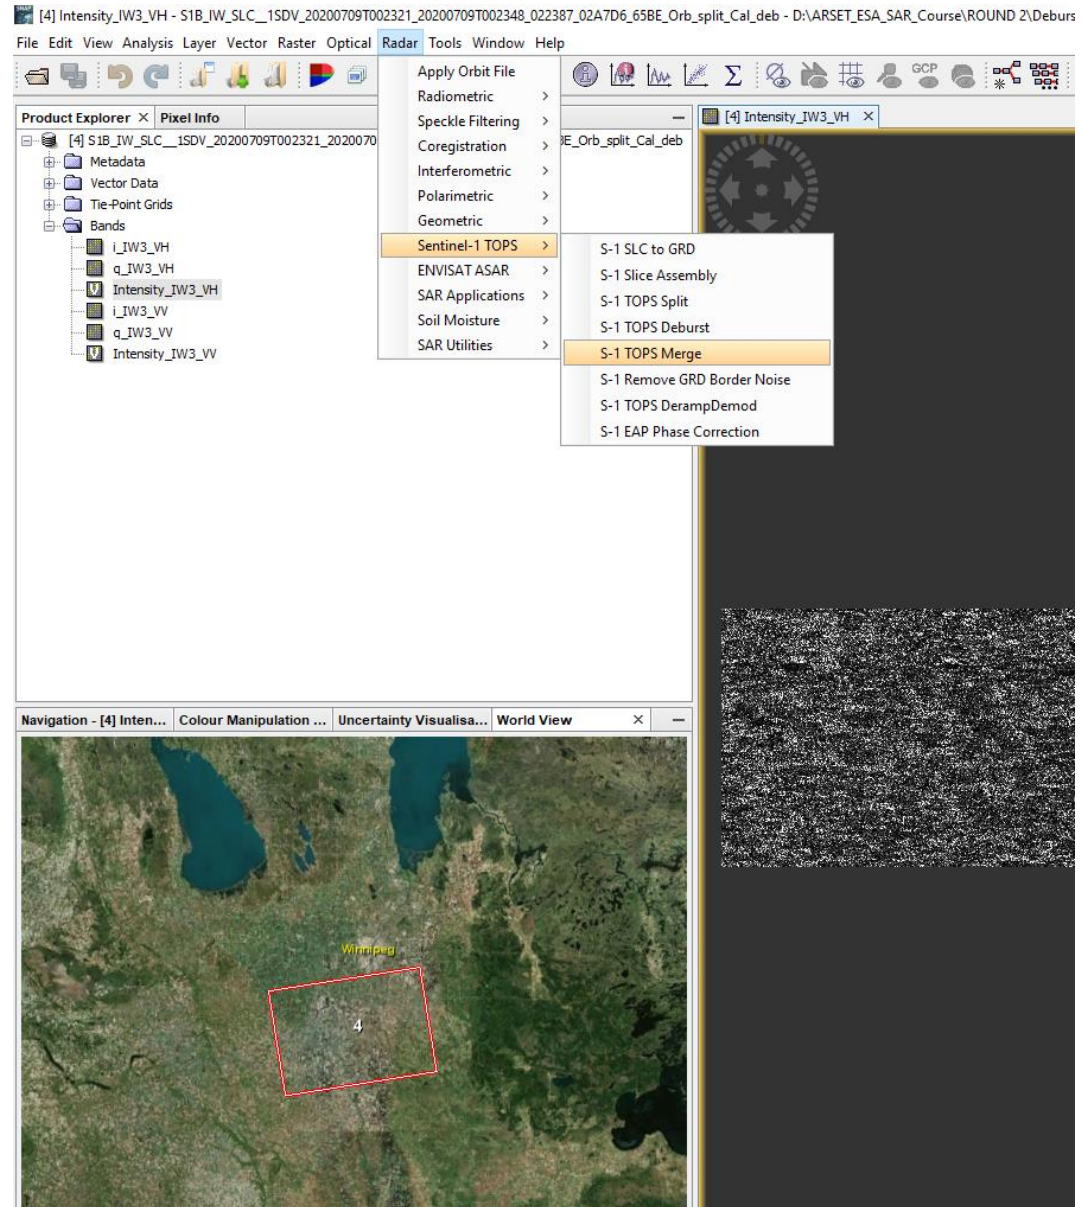 [4] Intensity_IW3_VH - S1B_IW_SLC__1SDV_20200709T002321_20200709T002348_022387_02A7D6_65BE_Orb_split_Cal_deb - D:\ARSET_ESA_SAR_Course\ROUND 2\Deburs
File Edit View Analysis Layer Vector Raster Optical Radar Tools Window Help
GCP
Product Explorer × Pixel Info
[4] S1B_IW_SLC__1SDV_20200709T002321_2020070
BE_Orb_split_Cal_deb
Metadata
Vector Data
Tie-Point Grids
Bands
i_IW3_VH
q_IW3_VH
Intensity_IW3_VH
i_IW3_VV
q_IW3_VV
Intensity_IW3_VV
Apply Orbit File
Radiometric >
Speckle Filtering >
Coregistration >
Interferometric >
Polarimetric >
Geometric >
Sentinel-1 TOPS >
ENVISAT ASAR >
SAR Applications >
Soil Moisture >
SAR Utilities >
S-1 SLC to GRD
S-1 Slice Assembly
S-1 TOPS Split
S-1 TOPS Deburst
S-1 TOPS Merge
S-1 Remove GRD Border Noise
S-1 TOPS DerampDemod
S-1 EAP Phase Correction
[4] Intensity_IW3_VH ×
Navigation - [4] Inten... Colour Manipulation ... Uncertainty Visualisa... World View ×
Winnipeg
4